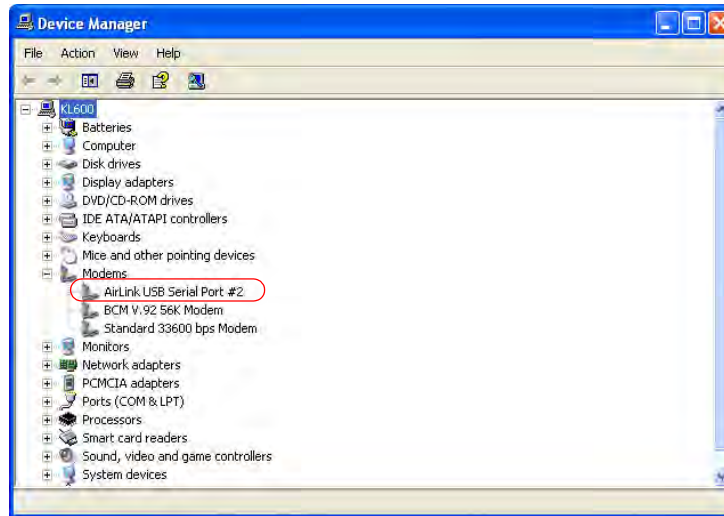 Device Manager
File Action View Help
KL600
Batteries
Computer
Disk drives
Display adapters
DVD/CD-ROM drives
IDE ATA/ATAPI controllers
Keyboards
Mice and other pointing devices
Modems
AirLink USB Serial Port #2
BCM V.92 56K Modem
Standard 33600 bps Modem
Monitors
Network adapters
PCMCIA adapters
Ports (COM & LPT)
Processors
Smart card readers
Sound, video and game controllers
System devices